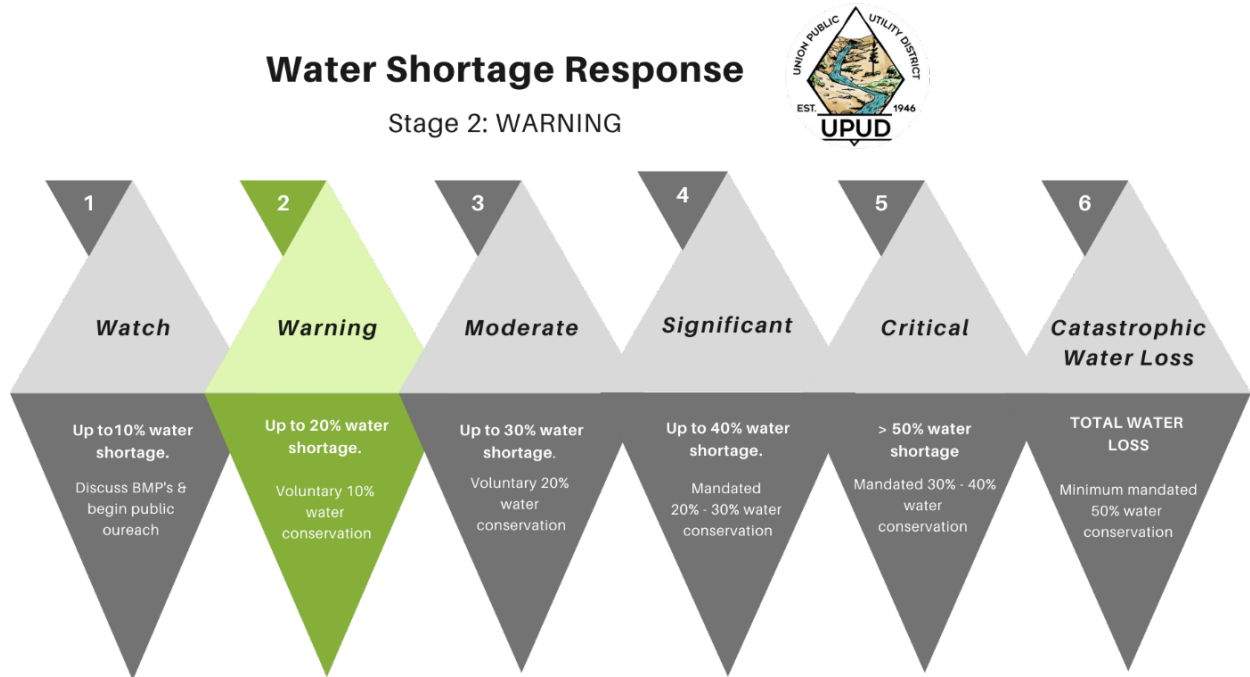 Water Shortage Response
Stage 2: WARNING
UNION PUBLIC UTILITY DISTRICT
EST. 1946
UPUD
1
Watch
Up to10% water
shortage.
Discuss BMP's &
begin public
oureach
2
Warning
Up to 20% water
shortage.
Voluntary 10%
water
conservation
3
Moderate
Up to 30% water
shortage.
Voluntary 20%
water
conservation
4
Significant
Up to 40% water
shortage.
Mandated
20% - 30% water
conservation
5
Critical
> 50% water
shortage
Mandated 30% - 40%
water
conservation
6
Catastrophic
Water Loss
TOTAL WATER
LOSS
Minimum mandated
50% water
conservation